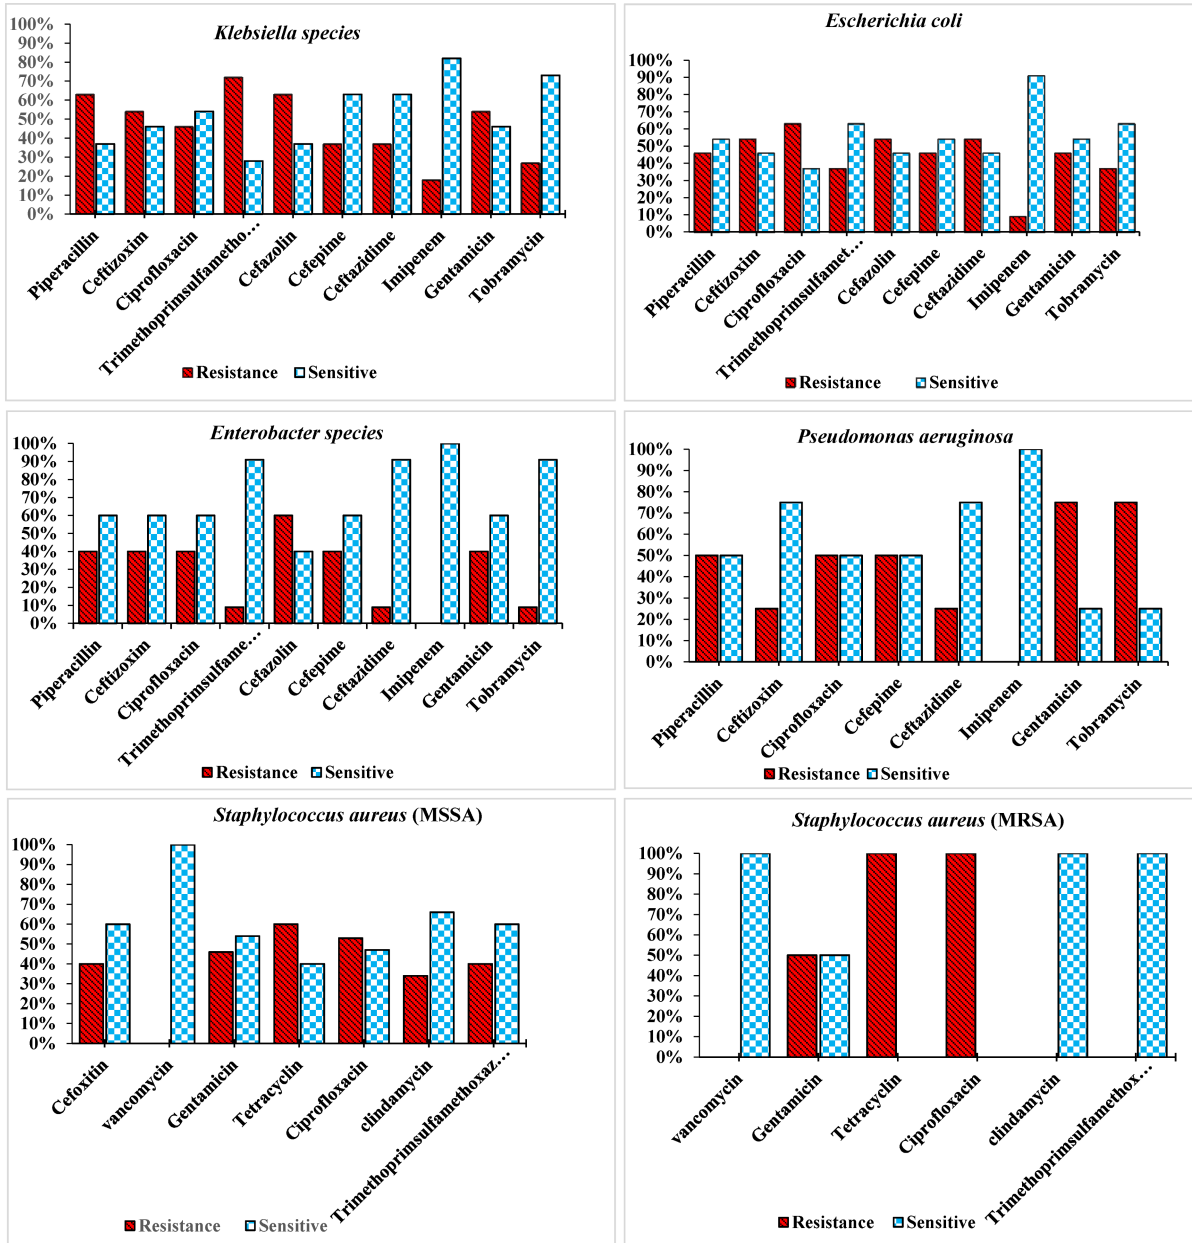 Klebsiella species
100%
90%
80%
70%
60%
50%
40%
30%
20%
10%
0%
Piperacillin
Ceftizoxim
Ciprofloxacin
Trimethoprimsulfametho…
Cefazolin
Cefepime
Ceftazidime
Imipenem
Gentamicin
Tobramycin
Resistance Sensitive
Escherichia coli
100%
90%
80%
70%
60%
50%
40%
30%
20%
10%
0%
Piperacillin
Ceftizoxim
Ciprofloxacin
Trimethoprimsulfamet…
Cefazolin
Cefepime
Ceftazidime
Imipenem
Gentamicin
Tobramycin
Resistance Sensitive
Enterobacter species
100%
90%
80%
70%
60%
50%
40%
30%
20%
10%
0%
Piperacillin
Ceftizoxim
Ciprofloxacin
Trimethoprimsulfame…
Cefazolin
Cefepime
Ceftazidime
Imipenem
Gentamicin
Tobramycin
Resistance Sensitive
Pseudomonas aeruginosa
100%
90%
80%
70%
60%
50%
40%
30%
20%
10%
0%
Piperacillin
Ceftizoxim
Ciprofloxacin
Cefepime
Ceftazidime
Imipenem
Gentamicin
Tobramycin
Resistance Sensitive
Staphylococcus aureus (MSSA)
100%
90%
80%
70%
60%
50%
40%
30%
20%
10%
0%
Cefoxitin
vancomycin
Gentamicin
Tetracyclin
Ciprofloxacin
clindamycin
Trimethoprimsulfamethoxaz…
Resistance Sensitive
Staphylococcus aureus (MRSA)
100%
90%
80%
70%
60%
50%
40%
30%
20%
10%
0%
vancomycin
Gentamicin
Tetracyclin
Ciprofloxacin
clindamycin
Trimethoprimsulfamethox…
Resistance Sensitive